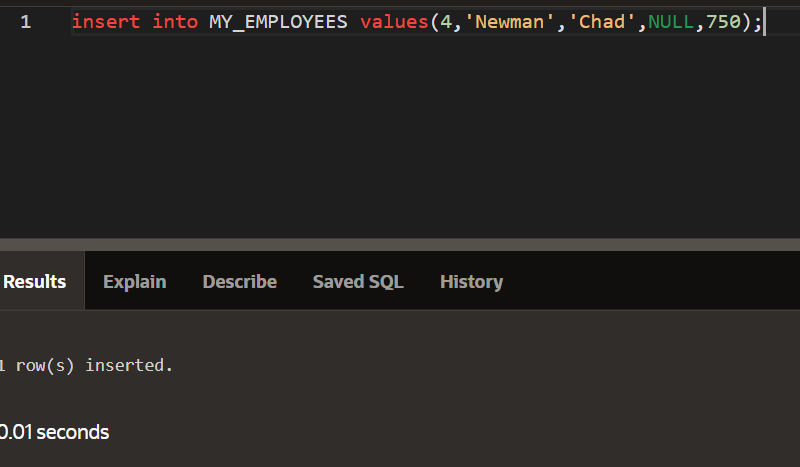 1 insert into MY_EMPLOYEES values(4,'Newman','Chad',NULL,750);
Results Explain Describe Saved SQL History
1 row(s) inserted.
0.01 seconds